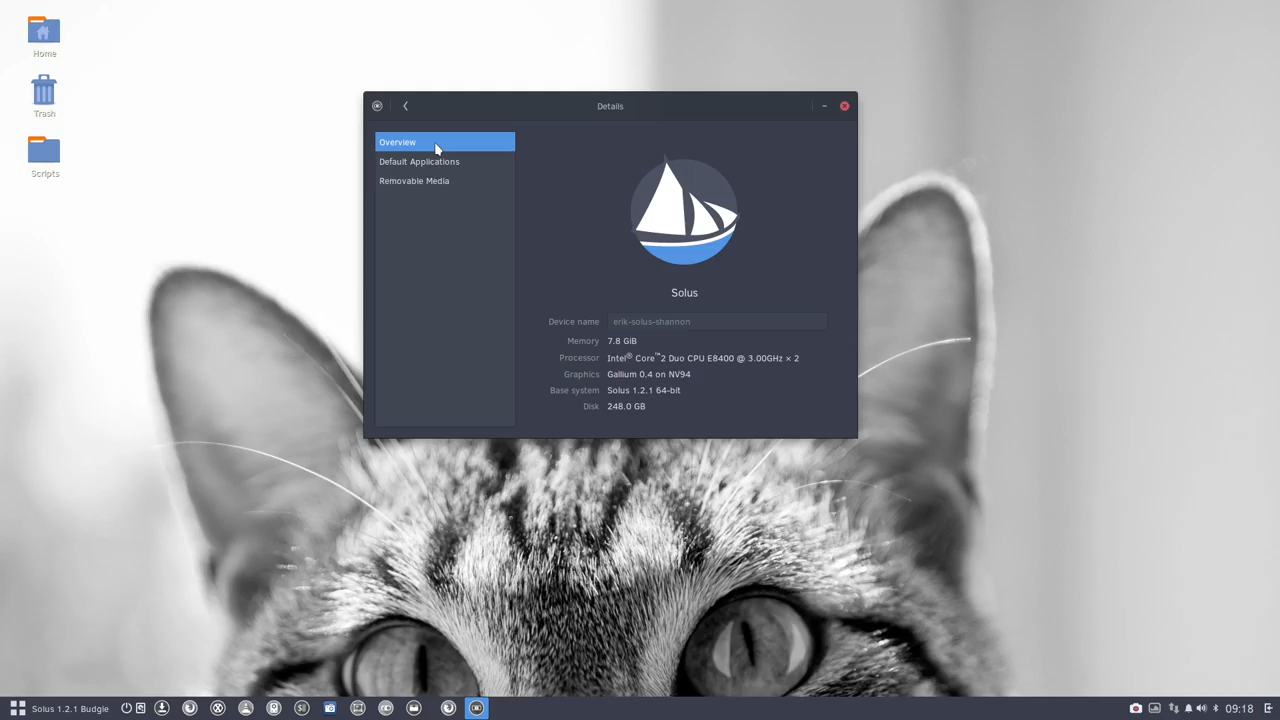 Home
Trash
Scripts
Details
Overview
Default Applications
Removable Media
Solus
Device name erik-solus-shannon
Memory 7.8 GiB
Processor Intel® Core™2 Duo CPU E8400 @ 3.00GHz × 2
Graphics Gallium 0.4 on NV94
Base system Solus 1.2.1 64-bit
Disk 248.0 GB
Solus 1.2.1 Budgie
09:18